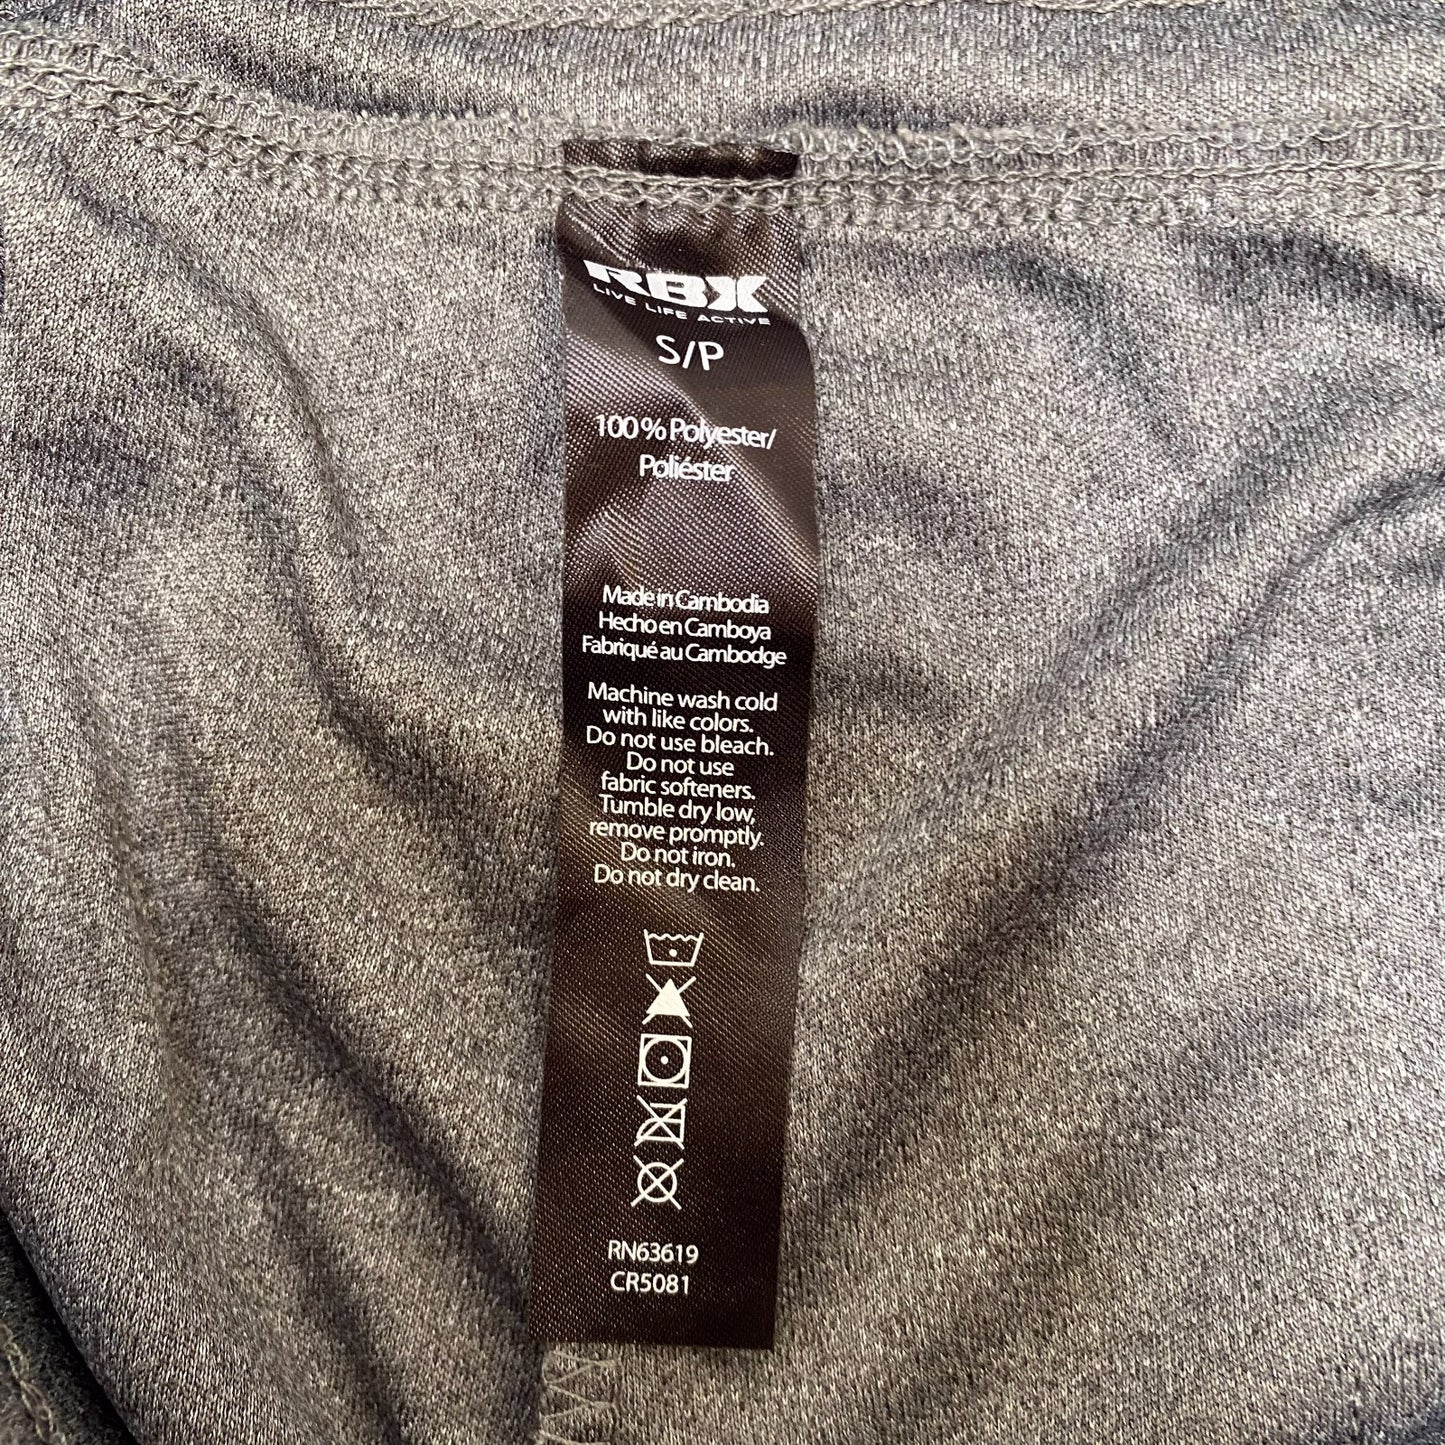 RBX
LIVE LIFE ACTIVE
S/P
100% Polyester/
Poliéster
Made in Cambodia
Hecho en Camboya
Fabriqué au Cambodge
Machine wash cold
with like colors.
Do not use bleach.
Do not use
fabric softeners.
Tumble dry low,
remove promptly.
Do not iron.
Do not dry clean.
RN63619
CR5081